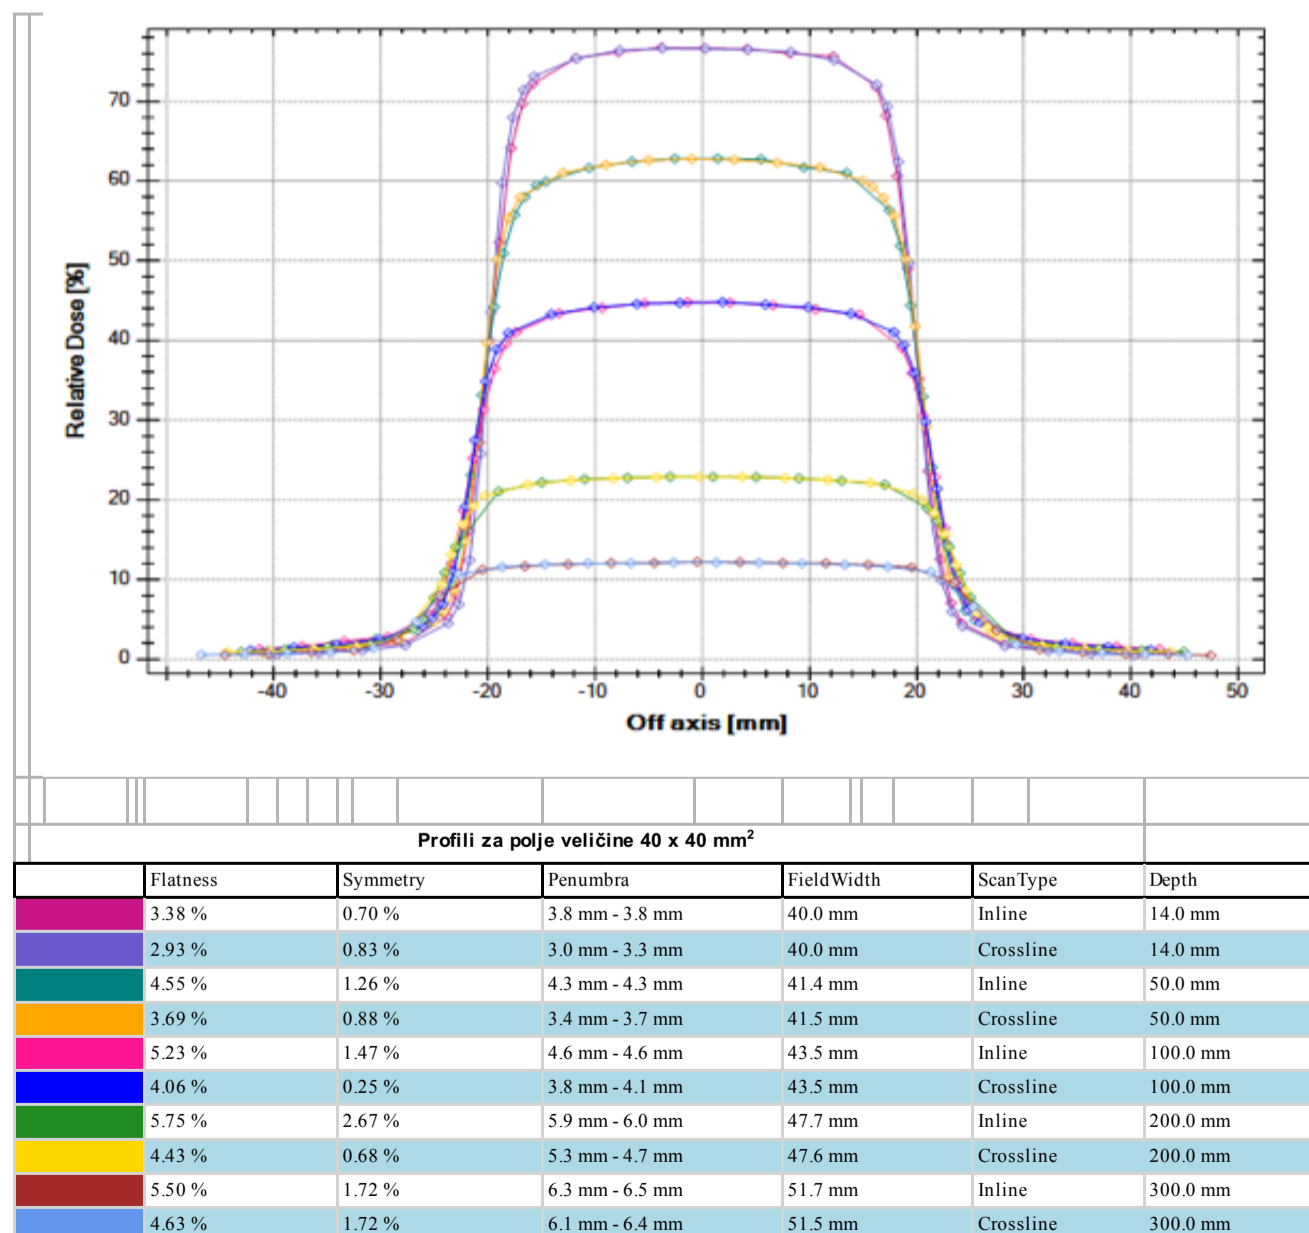 70
60
50
40
30
20
10
0
Relative Dose [%]
-40 -30 -20 -10 0 10 20 30 40 50
Off axis [mm]
Profili za polje veličine 40 x 40 mm²
Flatness Symmetry Penumbra FieldWidth ScanType Depth
3.38 % 0.70 % 3.8 mm - 3.8 mm 40.0 mm Inline 14.0 mm
2.93 % 0.83 % 3.0 mm - 3.3 mm 40.0 mm Crossline 14.0 mm
4.55 % 1.26 % 4.3 mm - 4.3 mm 41.4 mm Inline 50.0 mm
3.69 % 0.88 % 3.4 mm - 3.7 mm 41.5 mm Crossline 50.0 mm
5.23 % 1.47 % 4.6 mm - 4.6 mm 43.5 mm Inline 100.0 mm
4.06 % 0.25 % 3.8 mm - 4.1 mm 43.5 mm Crossline 100.0 mm
5.75 % 2.67 % 5.9 mm - 6.0 mm 47.7 mm Inline 200.0 mm
4.43 % 0.68 % 5.3 mm - 4.7 mm 47.6 mm Crossline 200.0 mm
5.50 % 1.72 % 6.3 mm - 6.5 mm 51.7 mm Inline 300.0 mm
4.63 % 1.72 % 6.1 mm - 6.4 mm 51.5 mm Crossline 300.0 mm